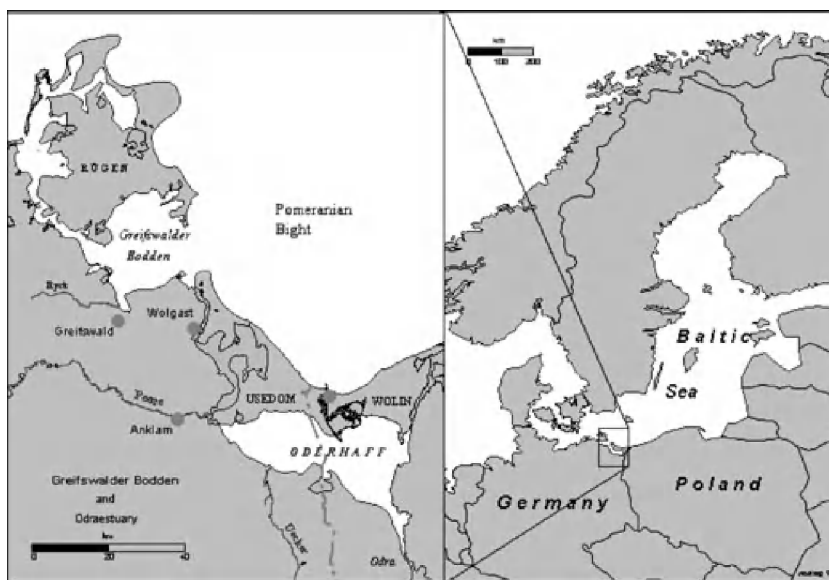 RÜGEN
Pomeranian
Bight
Greifswalder
Bodden
Ryck
Wolgast
Greifswald
Peene
USEDOM
WOLIN
Anklam
ODERHAFF
Greifswalder Bodden
and
Odraestuary
km
0 20 40
Uecker
Odra
km
0 100 200
Baltic
Sea
Germany
Poland